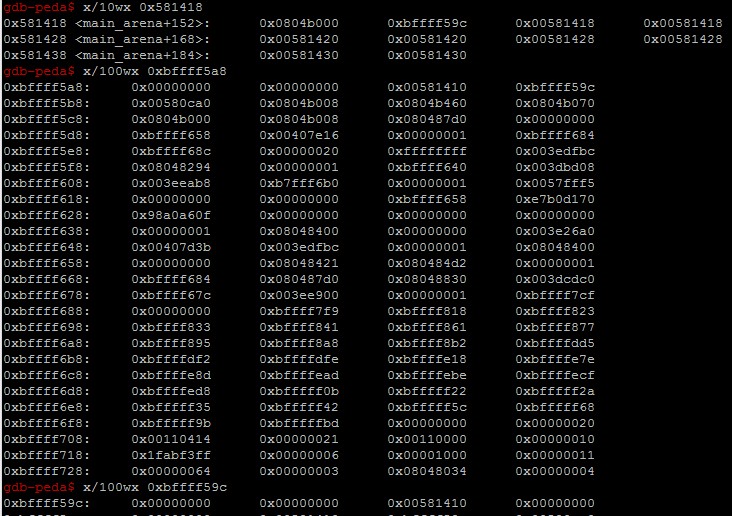 gdb-peda$ x/10wx 0x581418
0x581418 <main_arena+152>: 0x0804b000 0xbffff59c 0x00581418 0x00581418
0x581428 <main_arena+168>: 0x00581420 0x00581420 0x00581428 0x00581428
0x581438 <main_arena+184>: 0x00581430 0x00581430
gdb-peda$ x/100wx 0xbffff5a8
0xbffff5a8: 0x00000000 0x00000000 0x00581410 0xbffff59c
0xbffff5b8: 0x00580ca0 0x0804b008 0x0804b460 0x0804b070
0xbffff5c8: 0x0804b000 0x0804b008 0x080487d0 0x00000000
0xbffff5d8: 0xbffff658 0x00407e16 0x00000001 0xbffff684
0xbffff5e8: 0xbffff68c 0x00000020 0xffffffff 0x003edfbc
0xbffff5f8: 0x08048294 0x00000001 0xbffff640 0x003dbd08
0xbffff608: 0x003eeab8 0xb7fff6b0 0x00000001 0x0057fff5
0xbffff618: 0x00000000 0x00000000 0xbffff658 0xe7b0d170
0xbffff628: 0x98a0a60f 0x00000000 0x00000000 0x00000000
0xbffff638: 0x00000001 0x08048400 0x00000000 0x003e26a0
0xbffff648: 0x00407d3b 0x003edfbc 0x00000001 0x08048400
0xbffff658: 0x00000000 0x08048421 0x080484d2 0x00000001
0xbffff668: 0xbffff684 0x080487d0 0x08048830 0x003dcdc0
0xbffff678: 0xbffff67c 0x003ee900 0x00000001 0xbffff7cf
0xbffff688: 0x00000000 0xbffff7f9 0xbffff818 0xbffff823
0xbffff698: 0xbffff833 0xbffff841 0xbffff861 0xbffff877
0xbffff6a8: 0xbffff895 0xbffff8a8 0xbffff8b2 0xbffffdd5
0xbffff6b8: 0xbffffdf2 0xbffffdfe 0xbffffe18 0xbffffe7e
0xbffff6c8: 0xbffffe8d 0xbffffead 0xbffffebe 0xbffffecf
0xbffff6d8: 0xbffffed8 0xbfffff0b 0xbfffff22 0xbfffff2a
0xbffff6e8: 0xbfffff35 0xbfffff42 0xbfffff5c 0xbfffff68
0xbffff6f8: 0xbfffff9b 0xbfffffbd 0x00000000 0x00000020
0xbffff708: 0x00110414 0x00000021 0x00110000 0x00000010
0xbffff718: 0x1fabf3ff 0x00000006 0x00001000 0x00000011
0xbffff728: 0x00000064 0x00000003 0x08048034 0x00000004
gdb-peda$ x/100wx 0xbffff59c
0xbffff59c: 0x00000000 0x00000000 0x00581410 0x00000000